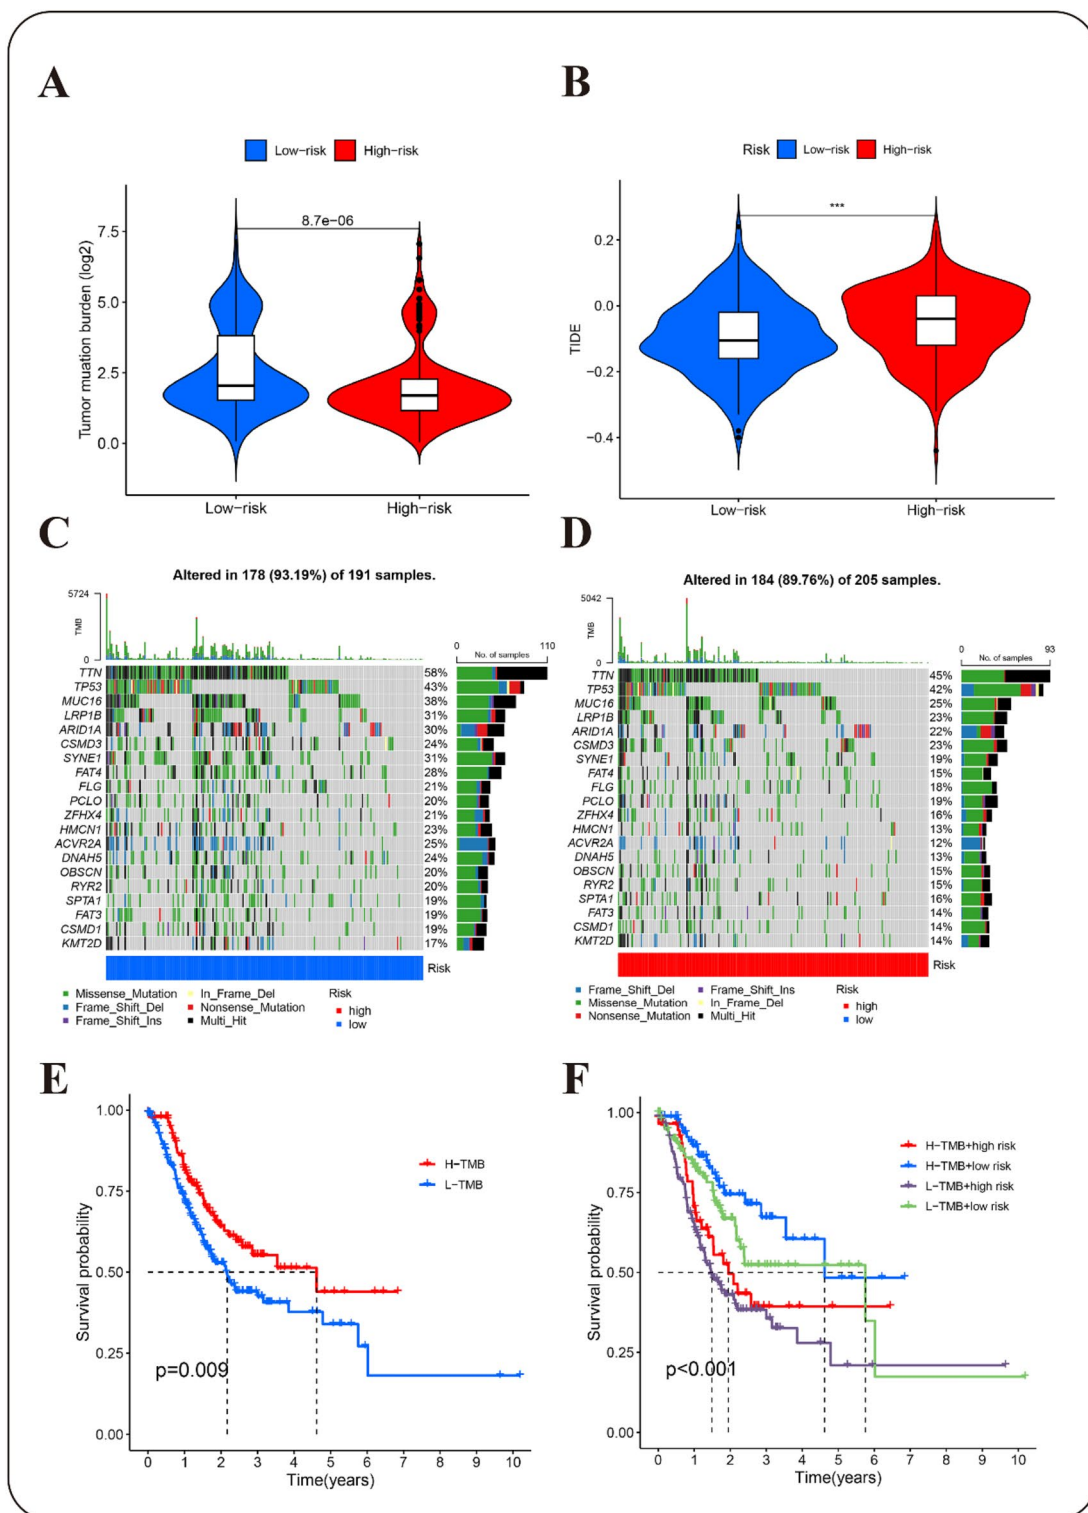 A
Low-risk High-risk
Tumor muation burden (log2)
7.5
5.0
2.5
0.0
8.7e-06
Low-risk High-risk
B
Risk Low-risk High-risk
TIDE
0.2
0.0
-0.2
-0.4
***
Low-risk High-risk
C
Altered in 178 (93.19%) of 191 samples.
5724
TMB
0
0 110
No. of samples
TTN 58%
TP53 43%
MUC16 38%
LRP1B 31%
ARID1A 30%
CSMD3 24%
SYNE1 31%
FAT4 28%
FLG 21%
PCLO 20%
ZFHX4 21%
HMCN1 23%
ACVR2A 25%
DNAH5 24%
OBSCN 20%
RYR2 20%
SPTA1 19%
FAT3 19%
CSMD1 19%
KMT2D 17%
Risk
Missense_Mutation In_Frame_Del Risk
Frame_Shift_Del Nonsense_Mutation high
Frame_Shift_Ins Multi_Hit low
D
Altered in 184 (89.76%) of 205 samples.
5042
TMB
0
0 93
No. of samples
TTN 45%
TP53 42%
MUC16 25%
LRP1B 23%
ARID1A 22%
CSMD3 23%
SYNE1 19%
FAT4 15%
FLG 18%
PCLO 19%
ZFHX4 16%
HMCN1 13%
ACVR2A 12%
DNAH5 13%
OBSCN 15%
RYR2 15%
SPTA1 16%
FAT3 14%
CSMD1 14%
KMT2D 14%
Risk
Frame_Shift_Del Frame_Shift_Ins Risk
Missense_Mutation In_Frame_Del high
Nonsense_Mutation Multi_Hit low
E
Survival probability
1.00
0.75
0.50
0.25
0.00
H-TMB
L-TMB
p=0.009
0 1 2 3 4 5 6 7 8 9 10
Time(years)
F
Survival probability
1.00
0.75
0.50
0.25
0.00
H-TMB+high risk
H-TMB+low risk
L-TMB+high risk
L-TMB+low risk
p<0.001
0 1 2 3 4 5 6 7 8 9 10
Time(years)